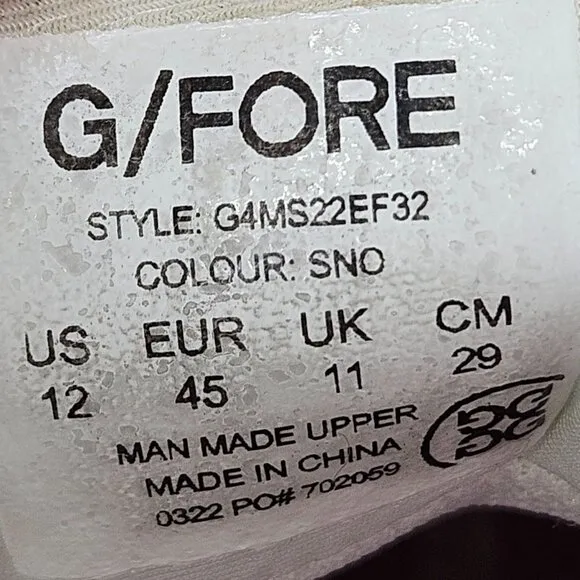 G/FORE
STYLE: G4MS22EF32
COLOUR: SNO
US EUR UK CM
12 45 11 29
MAN MADE UPPER
MADE IN CHINA
0322 PO# 702059